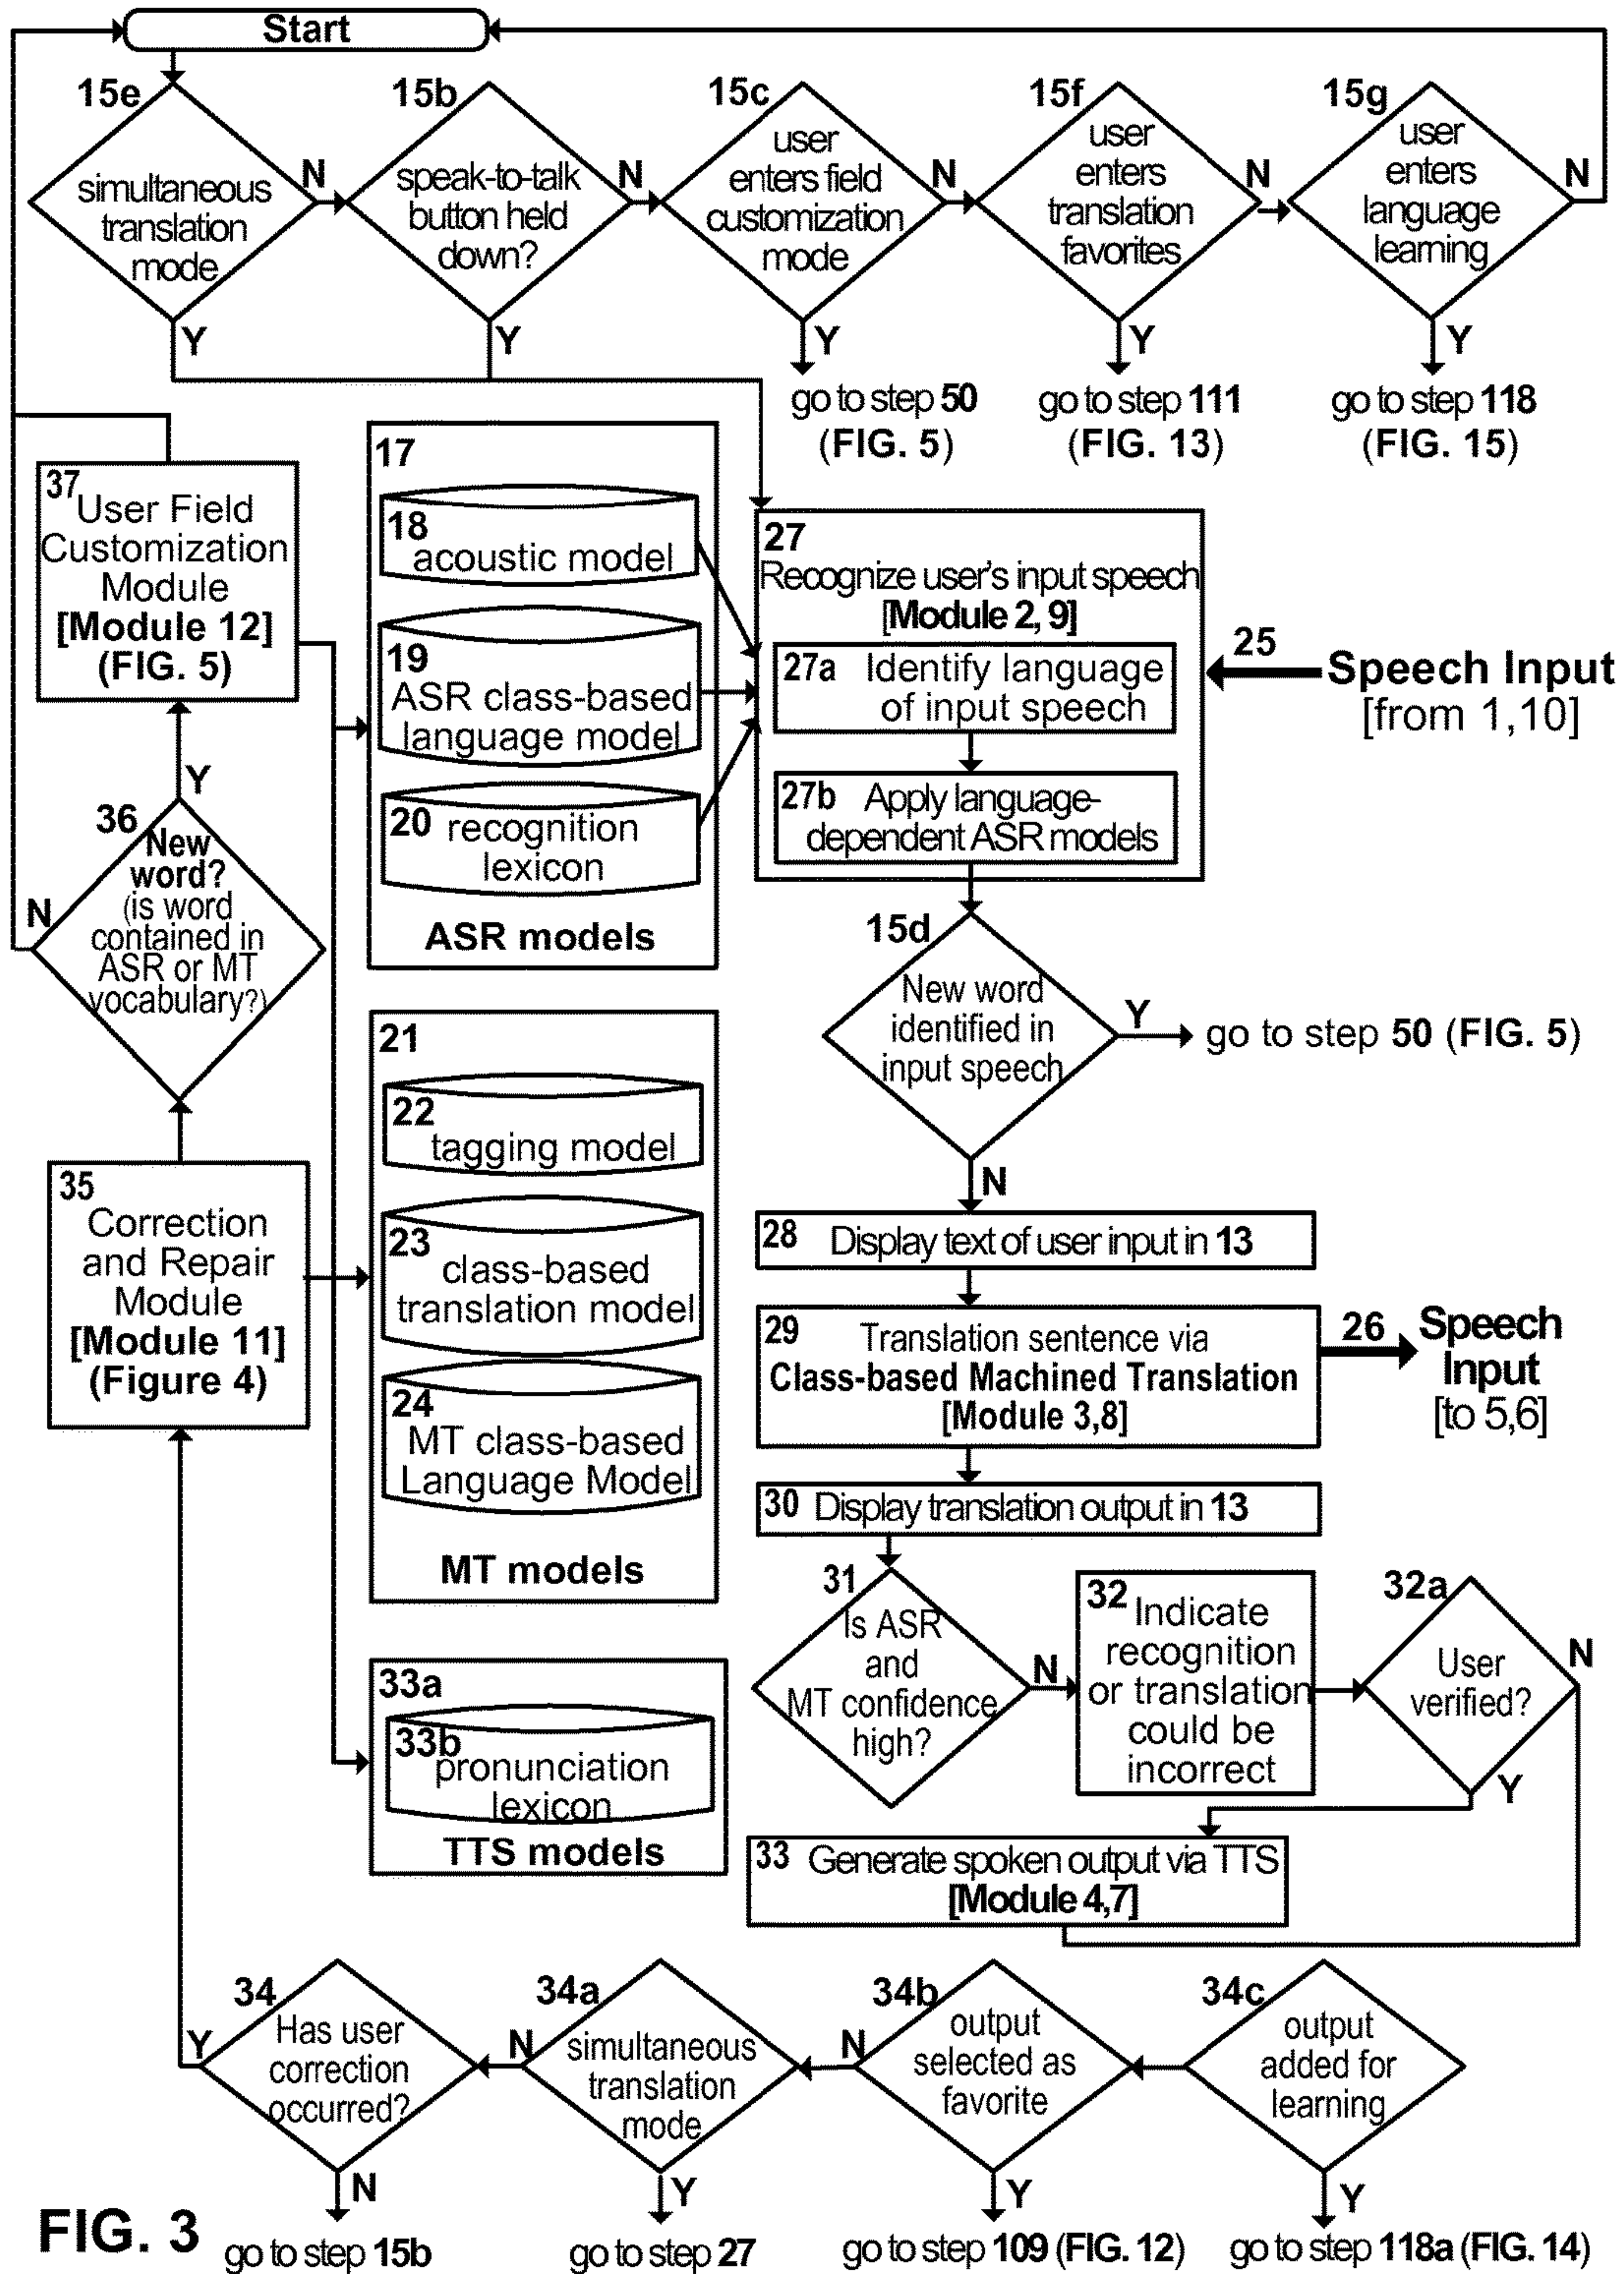 Start
15e
simultaneous
translation
mode
N
Y
15b
speak-to-talk
button held
down?
N
Y
15c
user
enters field
customization
mode
N
Y
go to step 50
(FIG. 5)
15f
user
enters
translation
favorites
N
Y
go to step 111
(FIG. 13)
15g
user
enters
language
learning
N
Y
go to step 118
(FIG. 15)
37
User Field
Customization
Module
[Module 12]
(FIG. 5)
Y
36
New
word?
(is word
contained in
ASR or MT
vocabulary?)
N
35
Correction
and Repair
Module
[Module 11]
(Figure 4)
17
18
acoustic model
19
ASR class-based
language model
20 recognition
lexicon
ASR models
21
22
tagging model
23
class-based
translation model
24
MT class-based
Language Model
MT models
33a
33b
pronunciation
lexicon
TTS models
27
Recognize user's input speech
[Module 2, 9]
27a Identify language
of input speech
27b Apply language-
dependent ASR models
25
Speech Input
[from 1,10]
15d
New word
identified in
input speech
Y
go to step 50 (FIG. 5)
N
28 Display text of user input in 13
29 Translation sentence via
Class-based Machined Translation
[Module 3,8]
26
Speech
Input
[to 5,6]
30 Display translation output in 13
31
Is ASR
and
MT confidence
high?
N
32 Indicate
recognition
or translation
could be
incorrect
32a
User
verified?
N
Y
33 Generate spoken output via TTS
[Module 4,7]
34
Has user
correction
occurred?
Y
N
go to step 15b
34a
simultaneous
translation
mode
N
Y
go to step 27
34b
output
selected as
favorite
N
Y
go to step 109 (FIG. 12)
34c
output
added for
learning
Y
go to step 118a (FIG. 14)
FIG. 3